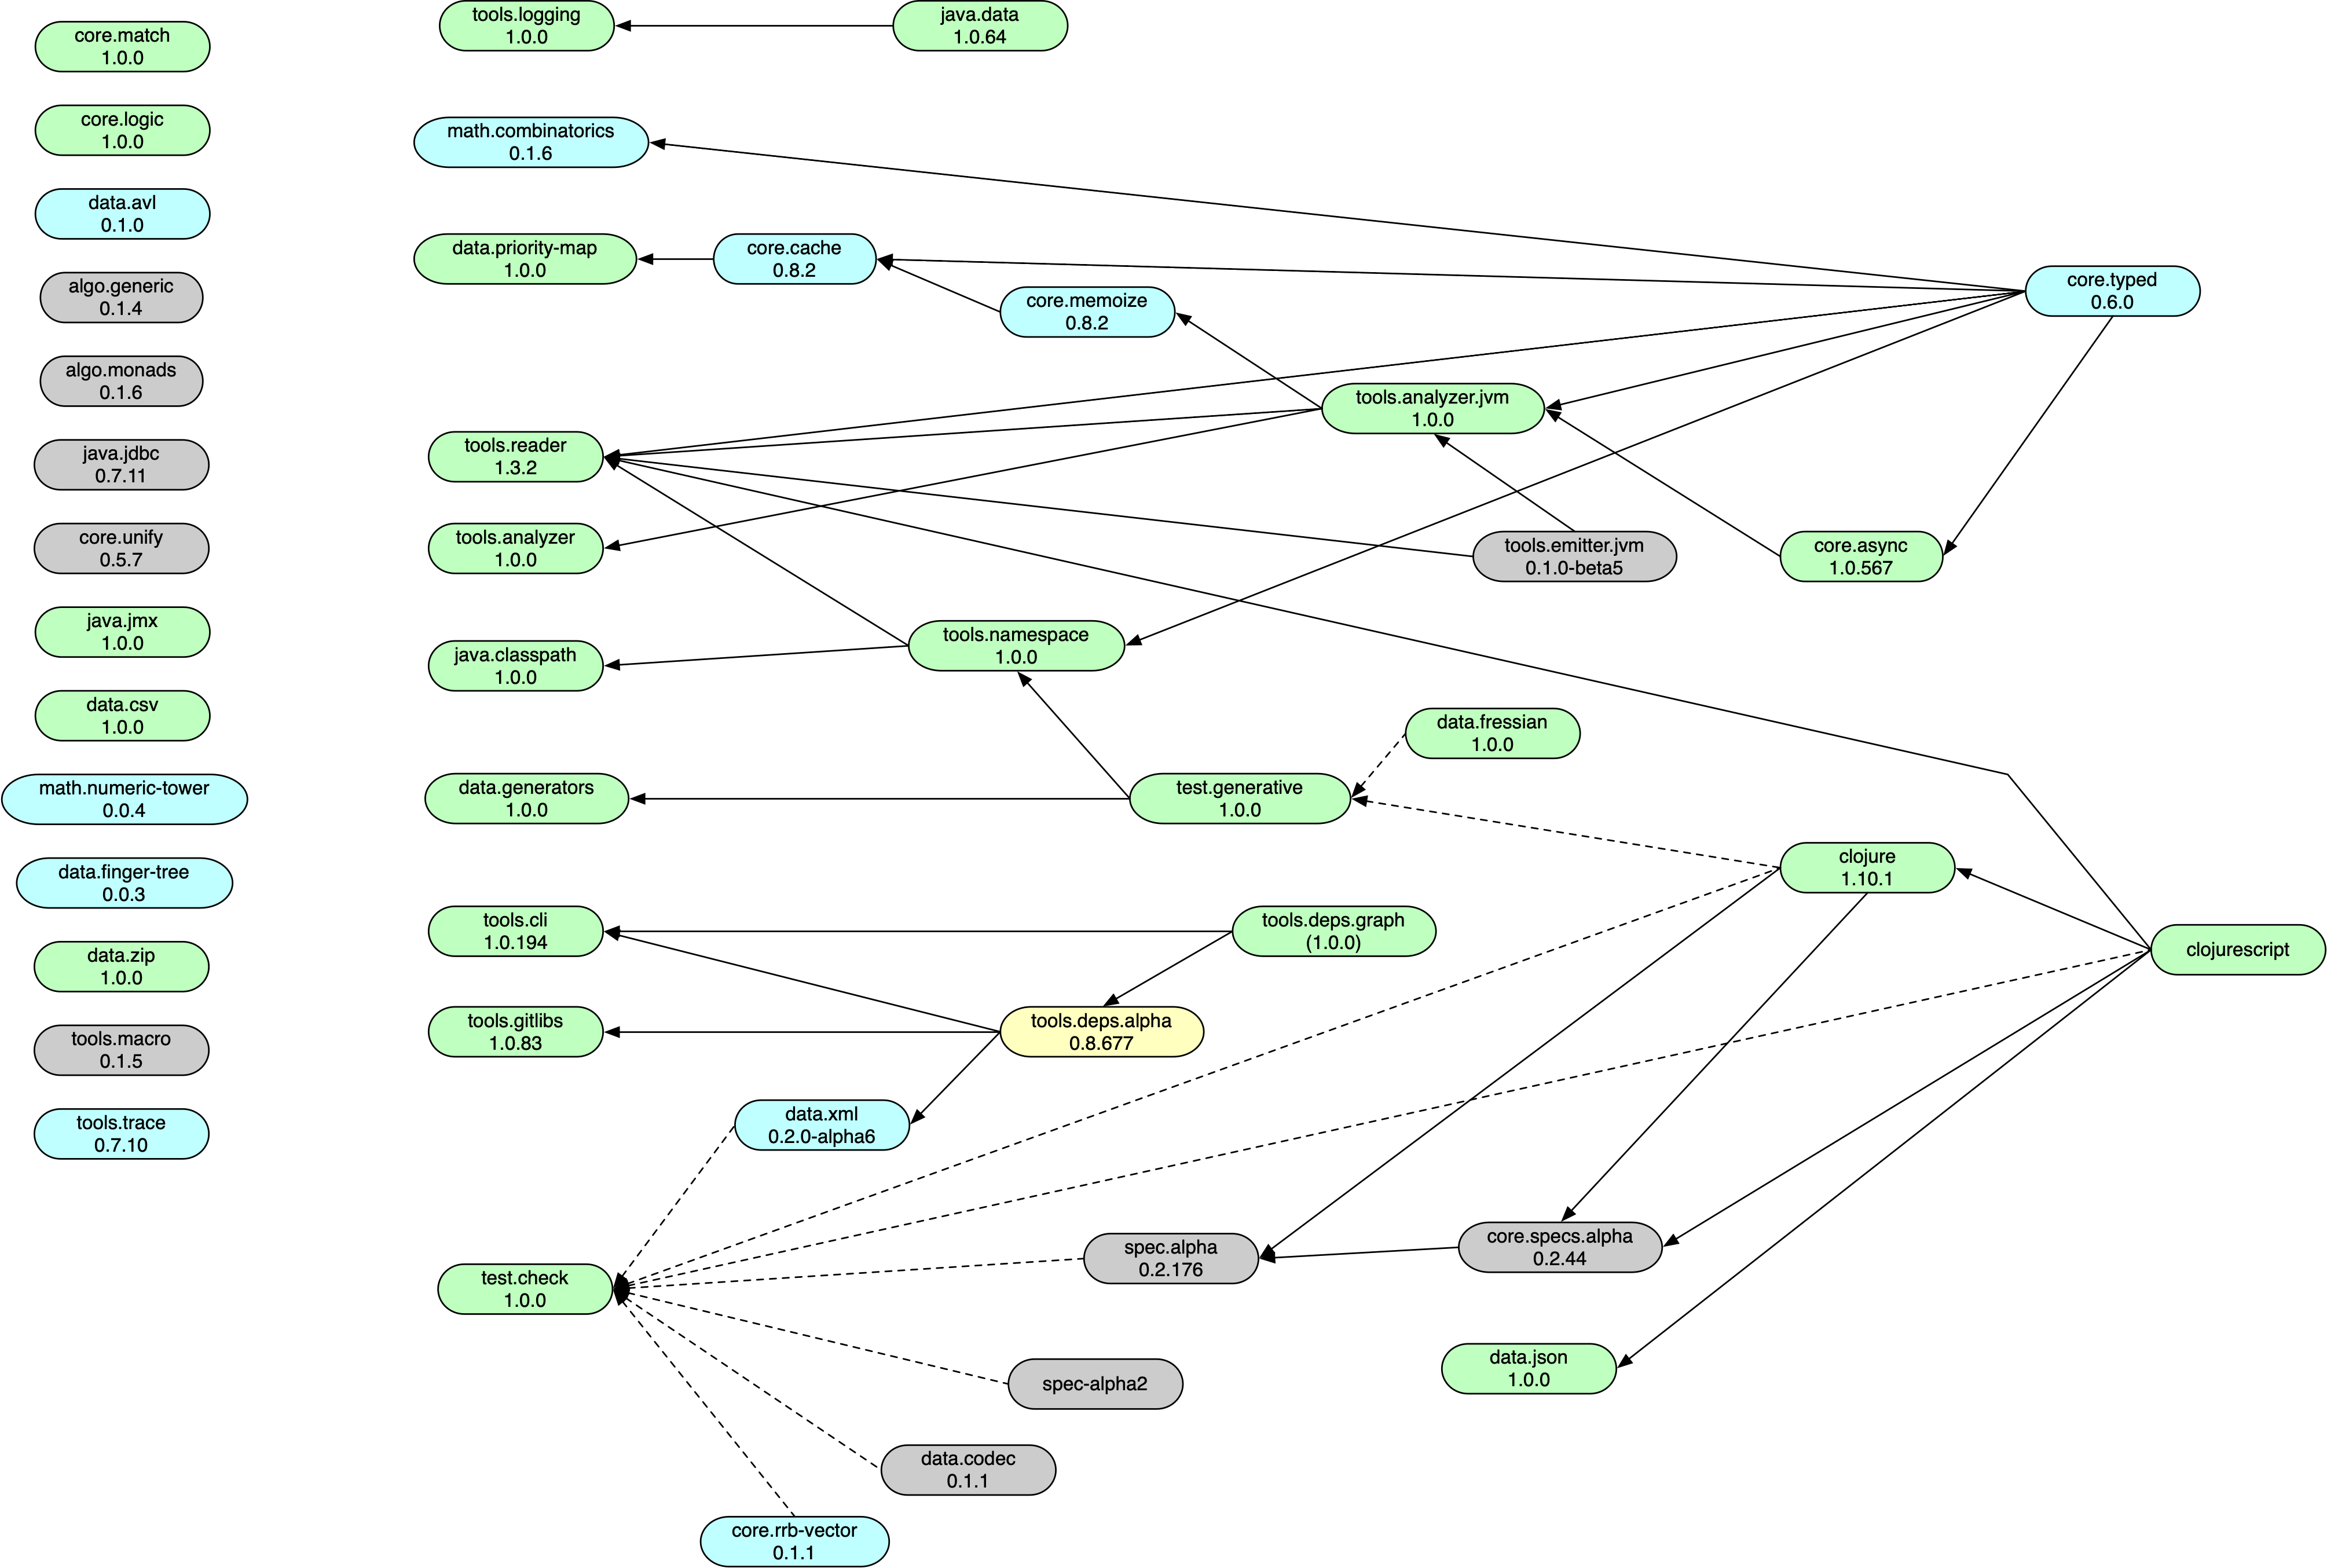 core.match
1.0.0
core.logic
1.0.0
data.avl
0.1.0
algo.generic
0.1.4
algo.monads
0.1.6
java.jdbc
0.7.11
core.unify
0.5.7
java.jmx
1.0.0
data.csv
1.0.0
math.numeric-tower
0.0.4
data.finger-tree
0.0.3
data.zip
1.0.0
tools.macro
0.1.5
tools.trace
0.7.10
tools.logging
1.0.0
java.data
1.0.64
math.combinatorics
0.1.6
data.priority-map
1.0.0
core.cache
0.8.2
core.memoize
0.8.2
core.typed
0.6.0
tools.analyzer.jvm
1.0.0
tools.reader
1.3.2
tools.analyzer
1.0.0
tools.emitter.jvm
0.1.0-beta5
core.async
1.0.567
java.classpath
1.0.0
tools.namespace
1.0.0
data.fressian
1.0.0
data.generators
1.0.0
test.generative
1.0.0
clojure
1.10.1
tools.cli
1.0.194
tools.deps.graph
(1.0.0)
clojurescript
tools.gitlibs
1.0.83
tools.deps.alpha
0.8.677
data.xml
0.2.0-alpha6
test.check
1.0.0
spec.alpha
0.2.176
core.specs.alpha
0.2.44
data.json
1.0.0
spec-alpha2
data.codec
0.1.1
core.rrb-vector
0.1.1